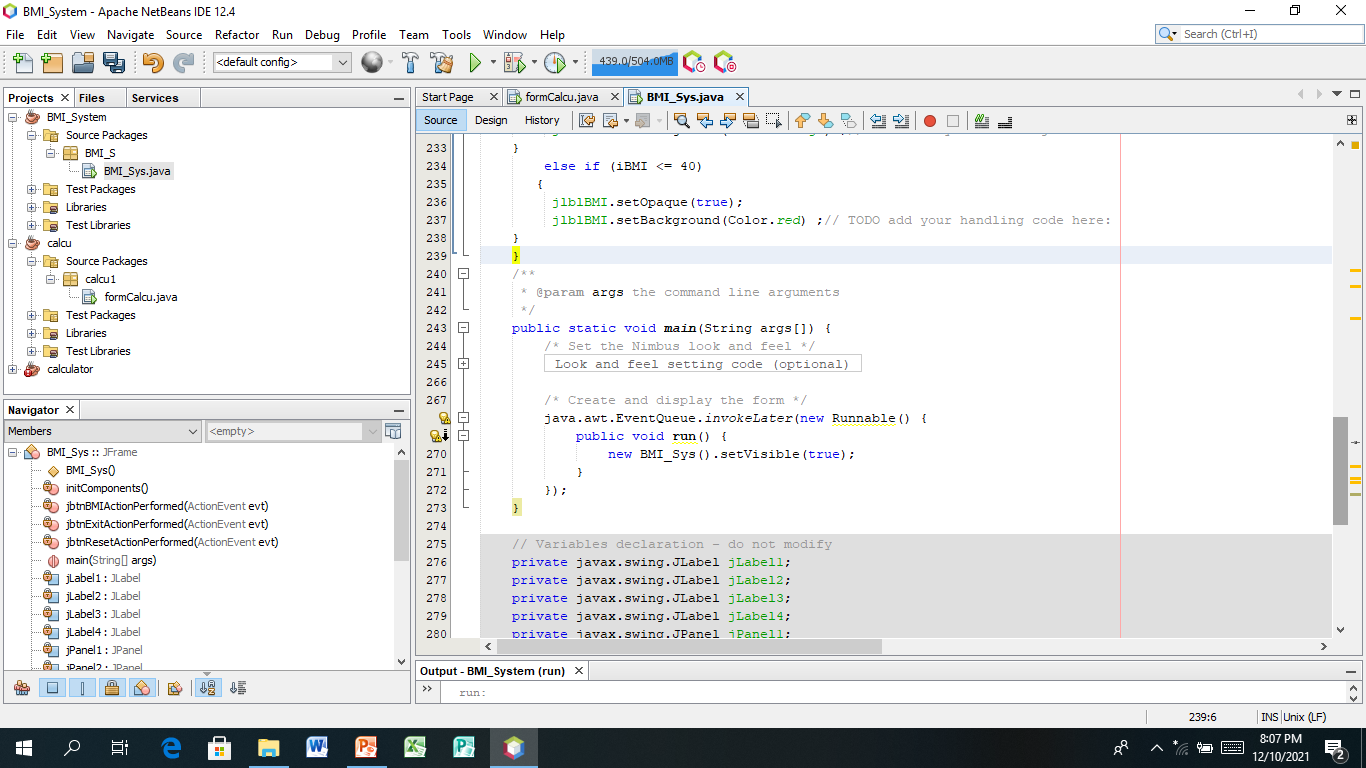 BMI_System - Apache NetBeans IDE 12.4
File Edit View Navigate Source Refactor Run Debug Profile Team Tools Window Help
Search (Ctrl+I)
<default config>
439.0/504.0MB
Projects Files Services
BMI_System
Source Packages
BMI_S
BMI_Sys.java
Test Packages
Libraries
Test Libraries
calcu
Source Packages
calcu1
formCalcu.java
Test Packages
Libraries
Test Libraries
calculator
Navigator
Members
<empty>
BMI_Sys :: JFrame
BMI_Sys()
initComponents()
jbtnBMIActionPerformed(ActionEvent evt)
jbtnExitActionPerformed(ActionEvent evt)
jbtnResetActionPerformed(ActionEvent evt)
main(String[] args)
jLabel1 : JLabel
jLabel2 : JLabel
jLabel3 : JLabel
jLabel4 : JLabel
jPanel1 : JPanel
jPanel2 : JPanel
Start Page formCalcu.java BMI_Sys.java
Source Design History
233 }
234 else if (iBMI <= 40)
235 {
236 jlblBMI.setOpaque(true);
237 jlblBMI.setBackground(Color.red) ;// TODO add your handling code here:
238 }
239 }
240 /**
241 * @param args the command line arguments
242 */
243 public static void main(String args[]) {
244 /* Set the Nimbus look and feel */
245 Look and feel setting code (optional)
266
267 /* Create and display the form */
java.awt.EventQueue.invokeLater(new Runnable() {
public void run() {
270 new BMI_Sys().setVisible(true);
271 }
272 });
273 }
274
275 // Variables declaration - do not modify
276 private javax.swing.JLabel jLabel1;
277 private javax.swing.JLabel jLabel2;
278 private javax.swing.JLabel jLabel3;
279 private javax.swing.JLabel jLabel4;
280 private javax.swing.JPanel jPanel1;
Output - BMI_System (run)
run:
239:6 INS Unix (LF)
8:07 PM
12/10/2021
2